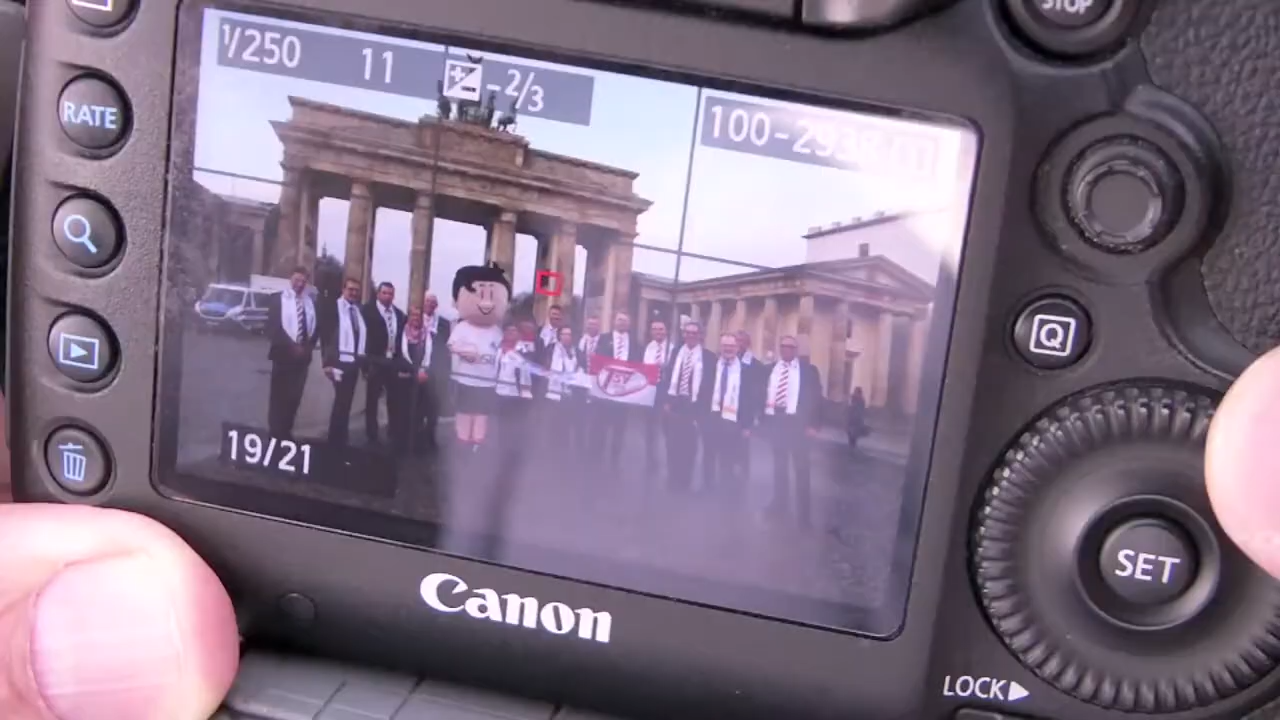 STOP
1/250 11 -2/3
RATE
Q
19/21
SET
Canon
LOCK